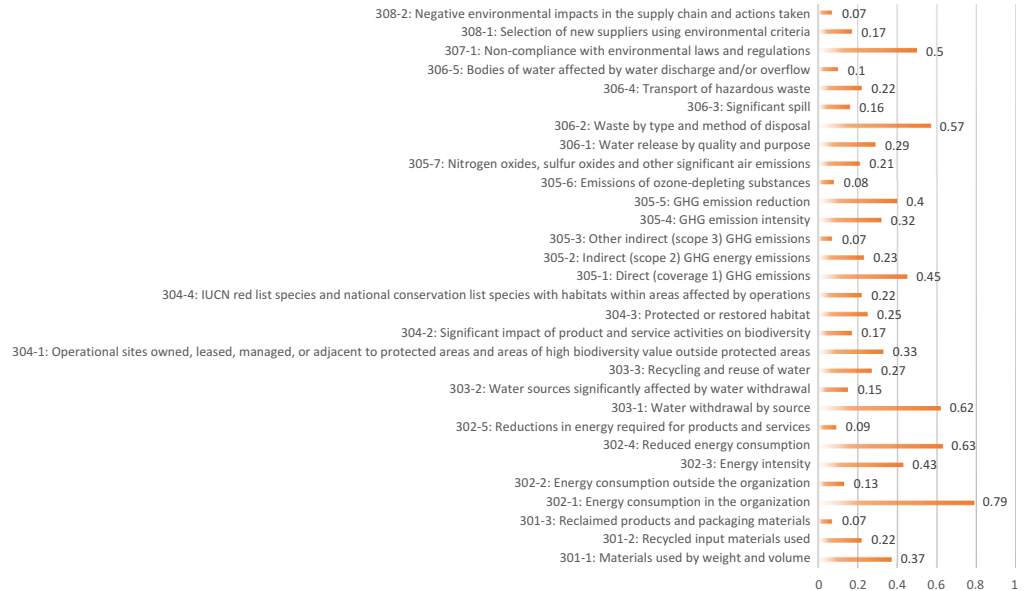 308-2: Negative environmental impacts in the supply chain and actions taken 0.07
308-1: Selection of new suppliers using environmental criteria 0.17
307-1: Non-compliance with environmental laws and regulations 0.5
306-5: Bodies of water affected by water discharge and/or overflow 0.1
306-4: Transport of hazardous waste 0.22
306-3: Significant spill 0.16
306-2: Waste by type and method of disposal 0.57
306-1: Water release by quality and purpose 0.29
305-7: Nitrogen oxides, sulfur oxides and other significant air emissions 0.21
305-6: Emissions of ozone-depleting substances 0.08
305-5: GHG emission reduction 0.4
305-4: GHG emission intensity 0.32
305-3: Other indirect (scope 3) GHG emissions 0.07
305-2: Indirect (scope 2) GHG energy emissions 0.23
305-1: Direct (coverage 1) GHG emissions 0.45
304-4: IUCN red list species and national conservation list species with habitats within areas affected by operations 0.22
304-3: Protected or restored habitat 0.25
304-2: Significant impact of product and service activities on biodiversity 0.17
304-1: Operational sites owned, leased, managed, or adjacent to protected areas and areas of high biodiversity value outside protected areas 0.33
303-3: Recycling and reuse of water 0.27
303-2: Water sources significantly affected by water withdrawal 0.15
303-1: Water withdrawal by source 0.62
302-5: Reductions in energy required for products and services 0.09
302-4: Reduced energy consumption 0.63
302-3: Energy intensity 0.43
302-2: Energy consumption outside the organization 0.13
302-1: Energy consumption in the organization 0.79
301-3: Reclaimed products and packaging materials 0.07
301-2: Recycled input materials used 0.22
301-1: Materials used by weight and volume 0.37
0 0.2 0.4 0.6 0.8 1